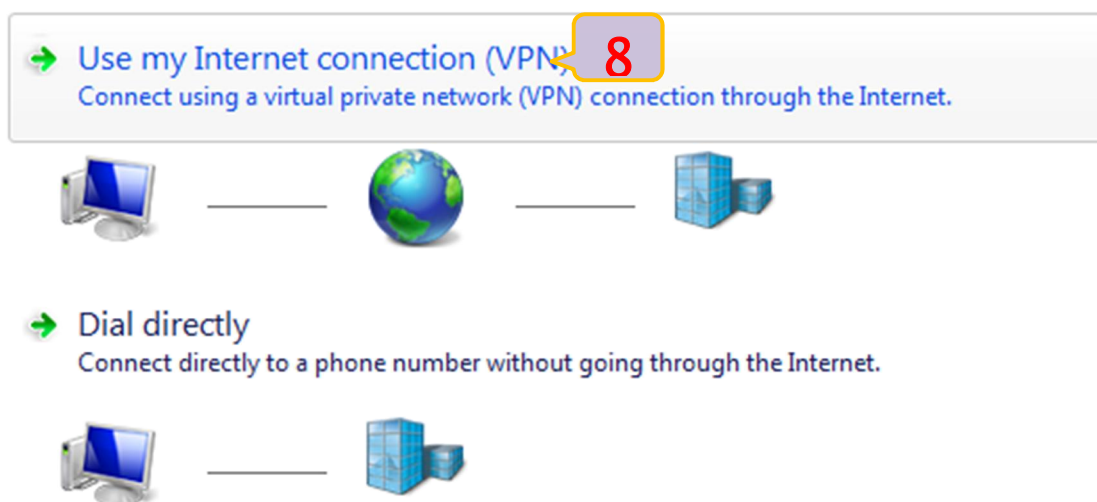 Use my Internet connection (VPN) 8
Connect using a virtual private network (VPN) connection through the Internet.
Dial directly
Connect directly to a phone number without going through the Internet.